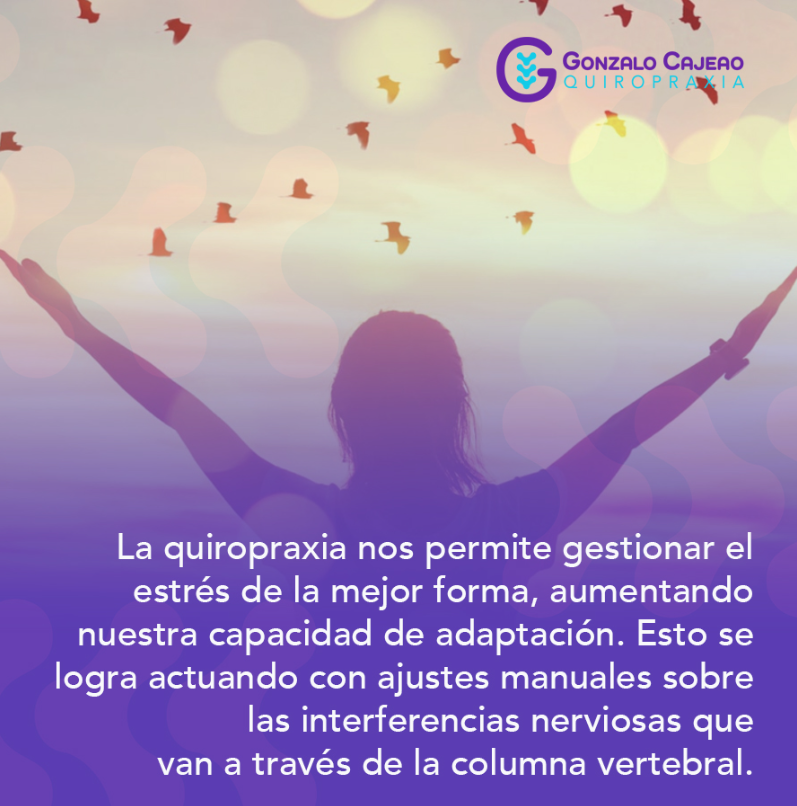 GONZALO CAJEAO
QUIROPRAXIA
La quiropraxia nos permite gestionar el
estrés de la mejor forma, aumentando
nuestra capacidad de adaptación. Esto se
logra actuando con ajustes manuales sobre
las interferencias nerviosas que
van a través de la columna vertebral.